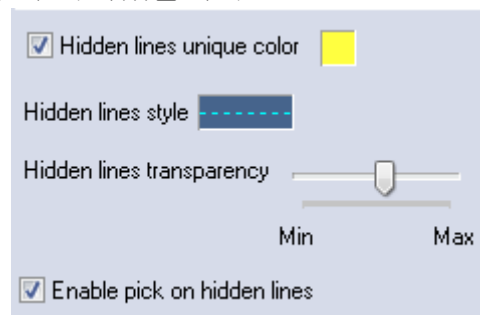 Hidden lines unique color
Hidden lines style
Hidden lines transparency
Min Max
Enable pick on hidden lines